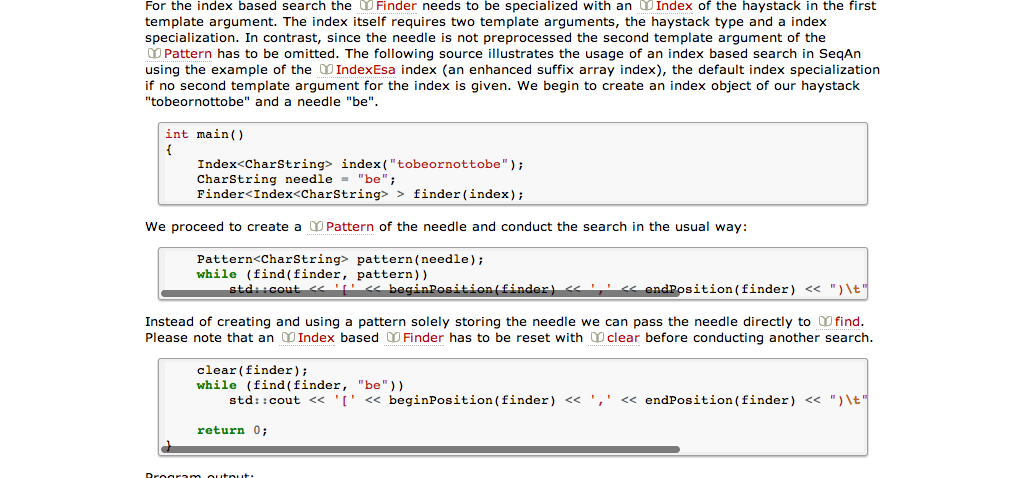 For the index based search the Finder needs to be specialized with an Index of the haystack in the first
template argument. The index itself requires two template arguments, the haystack type and a index
specialization. In contrast, since the needle is not preprocessed the second template argument of the
Pattern has to be omitted. The following source illustrates the usage of an index based search in SeqAn
using the example of the IndexEsa index (an enhanced suffix array index), the default index specialization
if no second template argument for the index is given. We begin to create an index object of our haystack
"tobeornottobe" and a needle "be".
int main()
{
    Index<CharString> index("tobeornottobe");
    CharString needle = "be";
    Finder<Index<CharString> > finder(index);
We proceed to create a Pattern of the needle and conduct the search in the usual way:
    Pattern<CharString> pattern(needle);
    while (find(finder, pattern))
        std::cout << '[' << beginPosition(finder) << ',' << endPosition(finder) << ")\t"
Instead of creating and using a pattern solely storing the needle we can pass the needle directly to find.
Please note that an Index based Finder has to be reset with clear before conducting another search.
    clear(finder);
    while (find(finder, "be"))
        std::cout << '[' << beginPosition(finder) << ',' << endPosition(finder) << ")\t"
    return 0;
}
Program output: